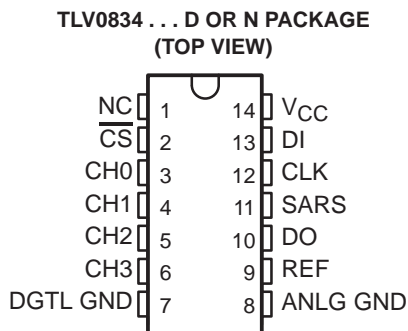 TLV0834 . . . D OR N PACKAGE
(TOP VIEW)
NC 1 14 VCC
CS 2 13 DI
CH0 3 12 CLK
CH1 4 11 SARS
CH2 5 10 DO
CH3 6 9 REF
DGTL GND 7 8 ANLG GND